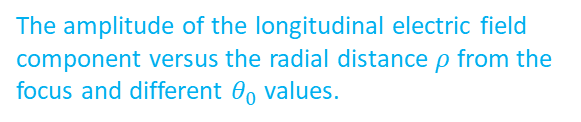 The amplitude of the longitudinal electric field
component versus the radial distance ρ from the
focus and different θ₀ values.